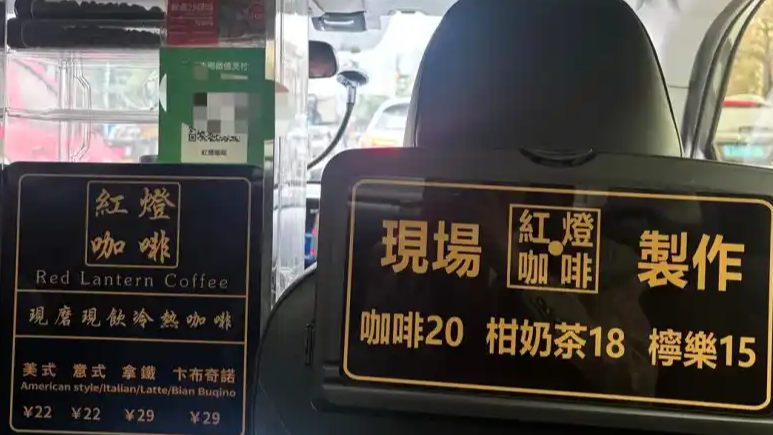 紅燈
咖啡
Red Lantern Coffee
現磨現飲冷熱咖啡
美式 意式 拿鐵 卡布奇諾
American style/Italian/Latte/Bian Buqino
¥22 ¥22 ¥29 ¥29
現場 紅燈咖啡 製作
咖啡20 柑奶茶18 檸樂15